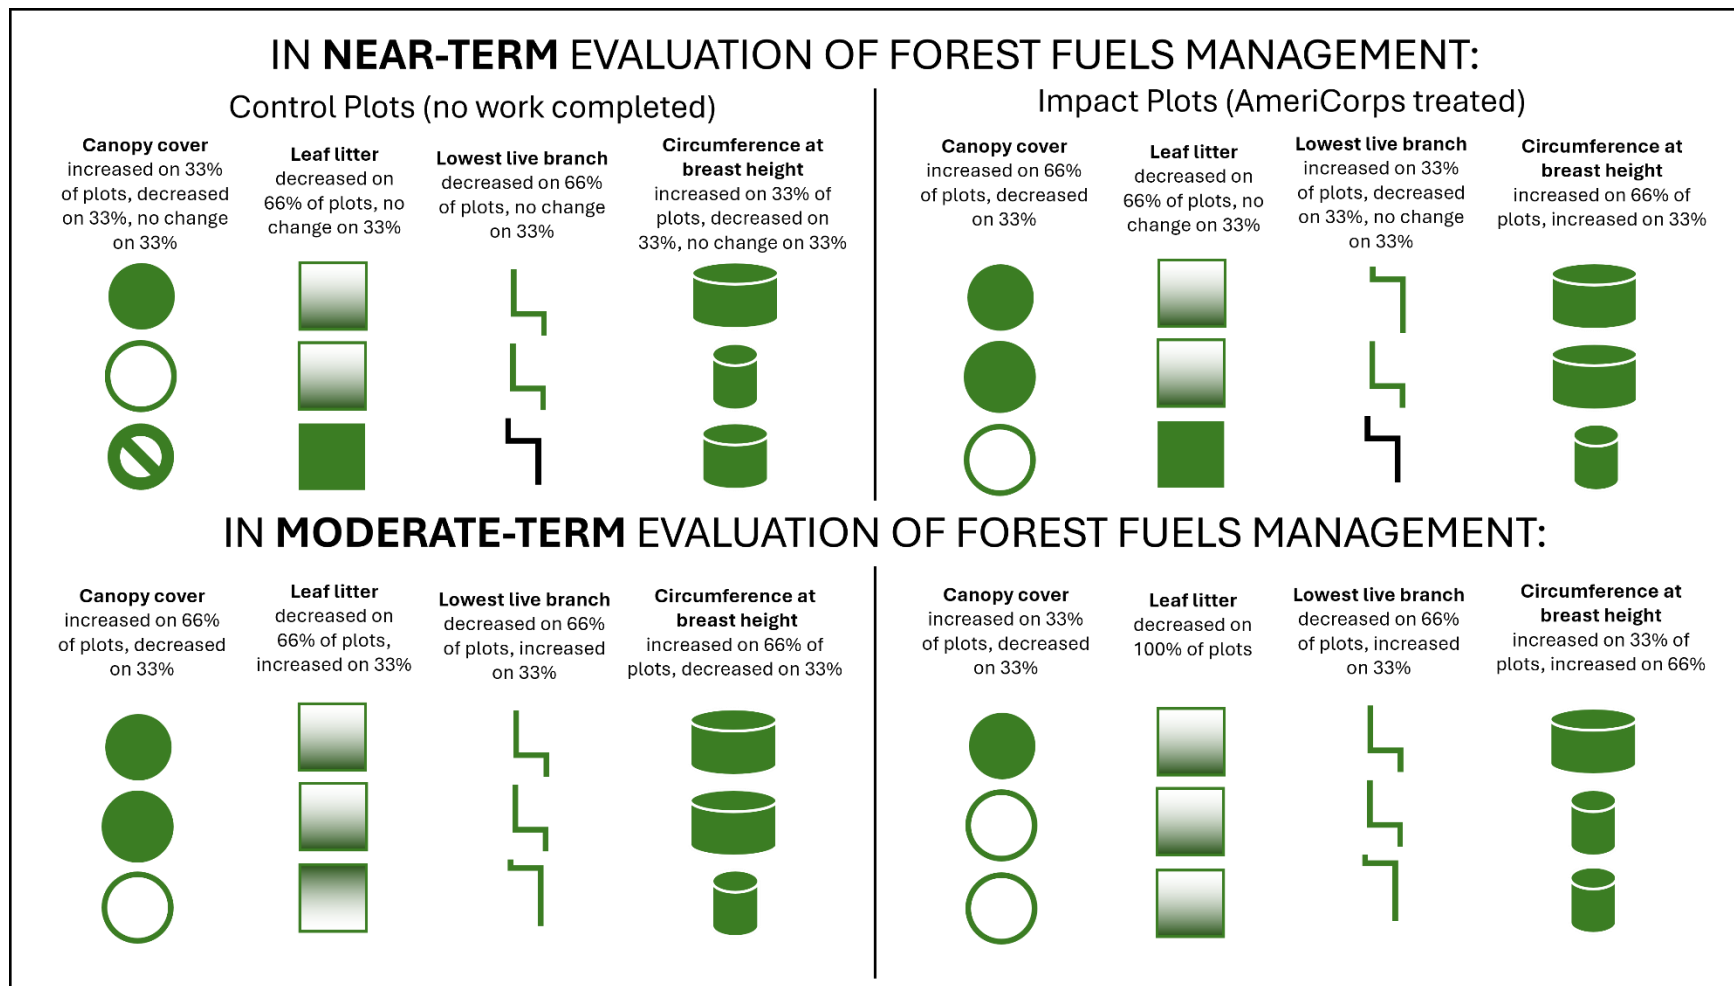 IN NEAR-TERM EVALUATION OF FOREST FUELS MANAGEMENT:
Control Plots (no work completed)
Canopy cover
increased on 33%
of plots, decreased
on 33%, no change
on 33%
Leaf litter
decreased on
66% of plots, no
change on 33%
Lowest live branch
decreased on 66%
of plots, no change
on 33%
Circumference at
breast height
increased on 33% of
plots, decreased on
33%, no change on 33%
Impact Plots (AmeriCorps treated)
Canopy cover
increased on 66%
of plots, decreased
on 33%
Leaf litter
decreased on
66% of plots, no
change on 33%
Lowest live branch
increased on 33%
of plots, decreased
on 33%, no change
on 33%
Circumference at
breast height
increased on 66% of
plots, increased on 33%
IN MODERATE-TERM EVALUATION OF FOREST FUELS MANAGEMENT:
Canopy cover
increased on 66%
of plots, decreased
on 33%
Leaf litter
decreased on
66% of plots,
increased on 33%
Lowest live branch
decreased on 66%
of plots, increased
on 33%
Circumference at
breast height
increased on 66% of
plots, decreased on 33%
Canopy cover
increased on 33%
of plots, decreased
on 33%
Leaf litter
decreased on
100% of plots
Lowest live branch
decreased on 66%
of plots, increased
on 33%
Circumference at
breast height
increased on 33% of
plots, increased on 66%